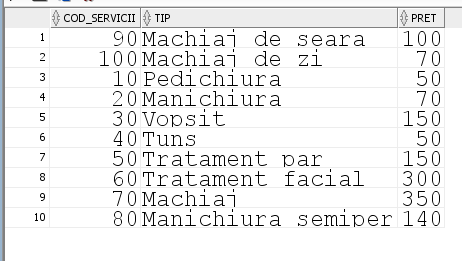 COD_SERVICII TIP PRET
1 90 Machiaj de seara 100
2 100 Machiaj de zi 70
3 10 Pedichiura 50
4 20 Manichiura 70
5 30 Vopsit 150
6 40 Tuns 50
7 50 Tratament par 150
8 60 Tratament facial 300
9 70 Machiaj 350
10 80 Manichiura semiper 140